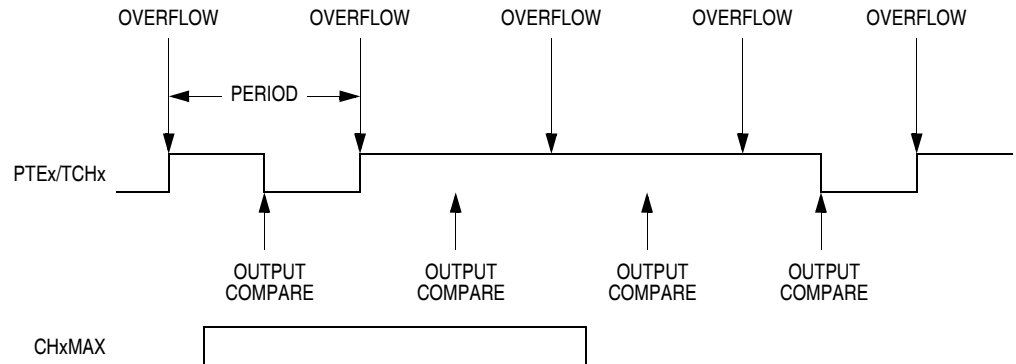 OVERFLOW OVERFLOW OVERFLOW OVERFLOW OVERFLOW
PERIOD
PTEx/TCHx
OUTPUT COMPARE
OUTPUT COMPARE
OUTPUT COMPARE
OUTPUT COMPARE
CHxMAX